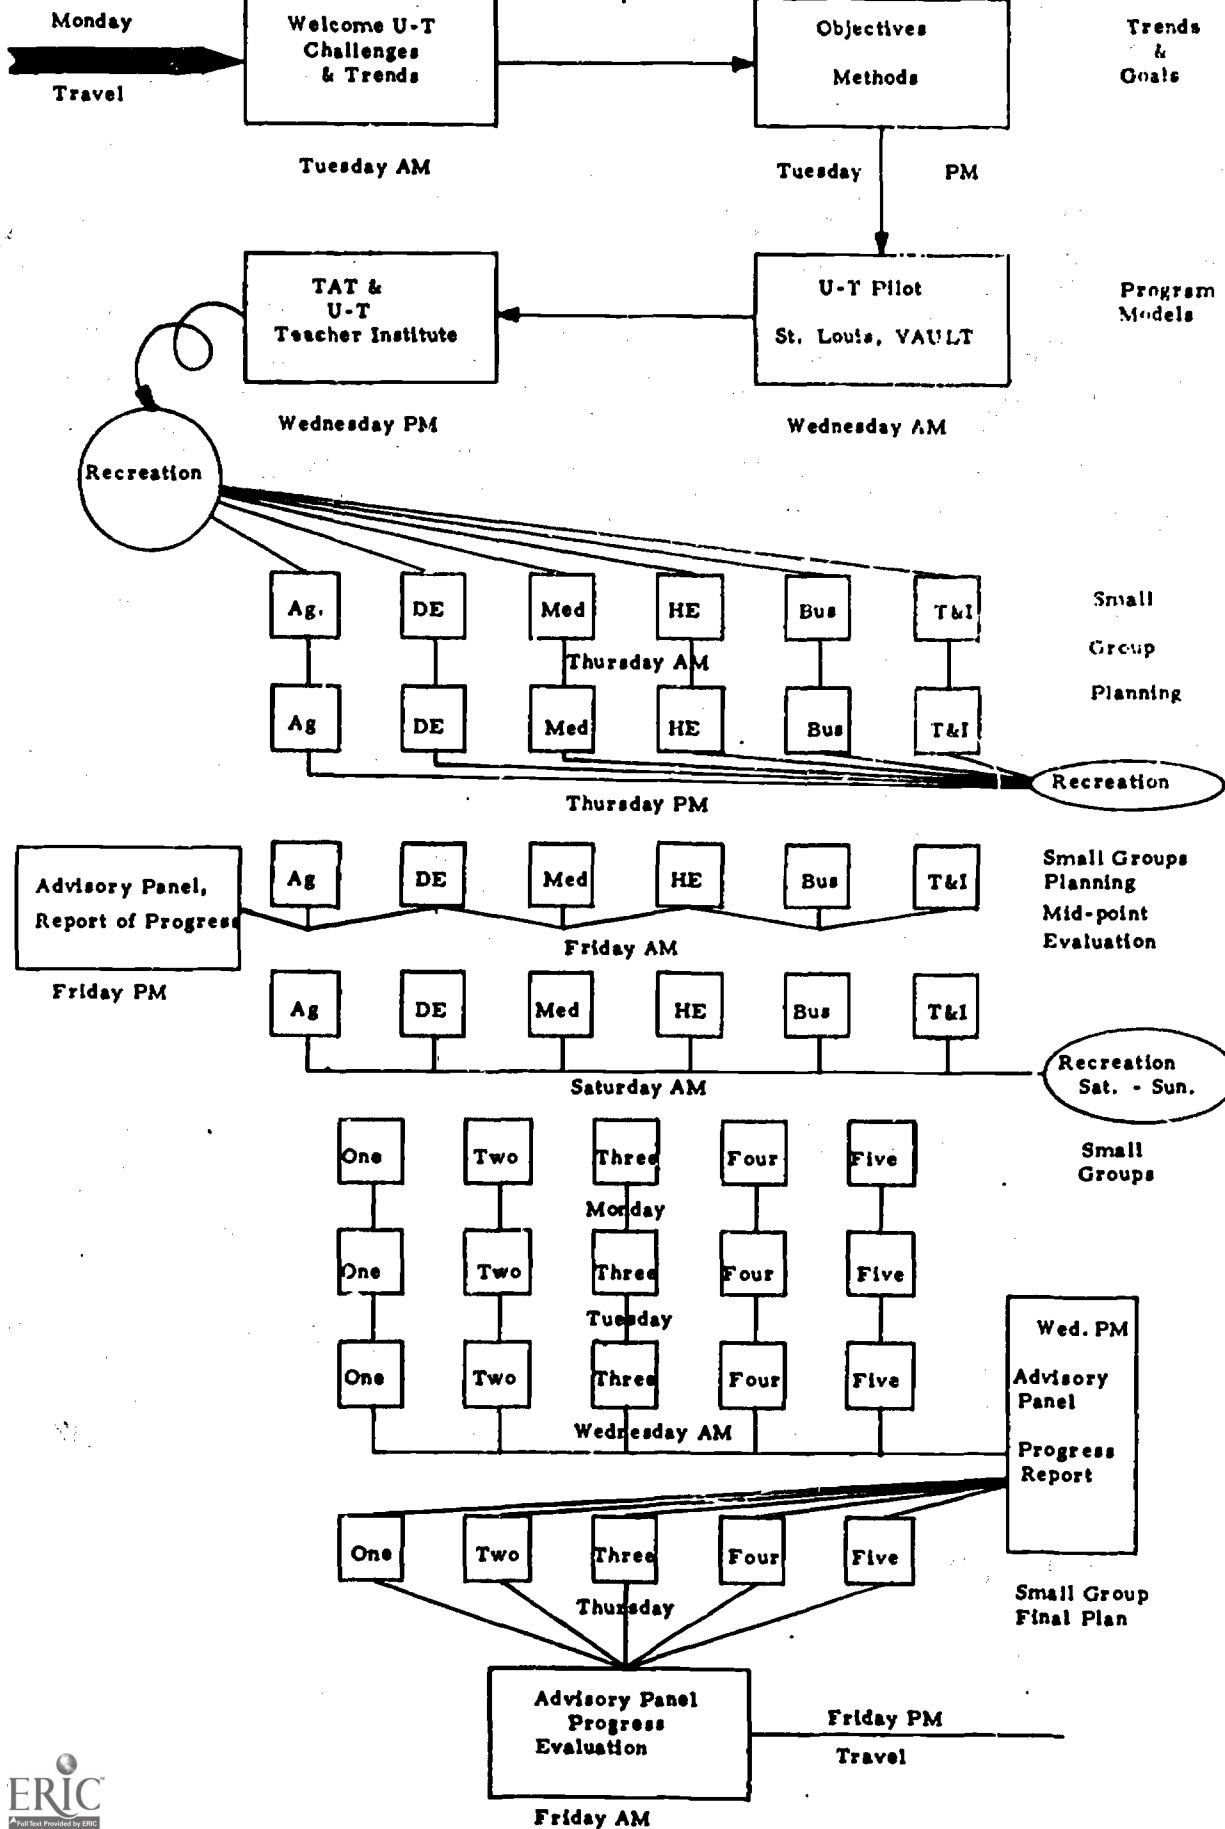 Monday
Travel
Welcome U-T
Challenges
& Trends
Objectives
Methods
Trends
&
Goals
Tuesday AM
Tuesday PM
TAT &
U-T
Teacher Institute
U-T Pilot
St. Louis, VAULT
Program
Models
Wednesday PM
Wednesday AM
Recreation
Ag. DE Med HE Bus T&I
Small
Group
Planning
Thursday AM
Ag DE Med HE Bus T&I
Recreation
Thursday PM
Advisory Panel,
Report of Progress
Friday PM
Ag DE Med HE Bus T&I
Small Groups
Planning
Mid-point
Evaluation
Friday AM
Ag DE Med HE Bus T&I
Recreation
Sat. - Sun.
Saturday AM
One Two Three Four Five
Small
Groups
Monday
One Two Three Four Five
Tuesday
One Two Three Four Five
Wednesday AM
Wed. PM
Advisory
Panel
Progress
Report
One Two Three Four Five
Thursday
Small Group
Final Plan
Advisory Panel
Progress
Evaluation
Friday PM
Travel
Friday AM
ERIC
Full Text Provided by ERIC